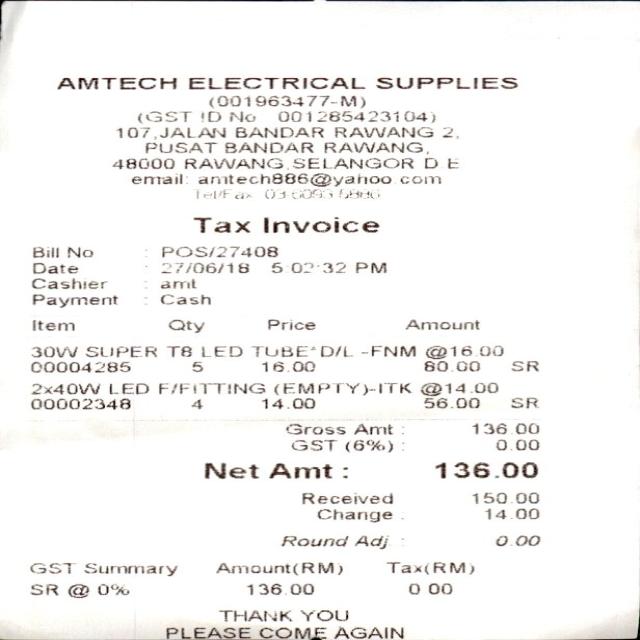 AMTECH ELECTRICAL SUPPLIES
(001963477-M)
(GST ID No 001285423104)
107,JALAN BANDAR RAWANG 2,
PUSAT BANDAR RAWANG,
48000 RAWANG,SELANGOR D.E
email: amtech886@yahoo.com
Tel/Fax 03-6093
Tax Invoice
Bill No : POS/27408
Date : 27/06/18 5:02:32 PM
Cashier : amt
Payment : Cash
Item Qty Price Amount
30W SUPER T8 LED TUBE*D/L -FNM @16.00
00004285 5 16.00 80.00 SR
2x40W LED F/FITTING (EMPTY)-ITK @14.00
00002348 4 14.00 56.00 SR
Gross Amt : 136.00
GST (6%) : 0.00
Net Amt : 136.00
Received 150.00
Change : 14.00
Round Adj : 0.00
GST Summary Amount(RM) Tax(RM)
SR @ 0% 136.00 0.00
THANK YOU
PLEASE COME AGAIN